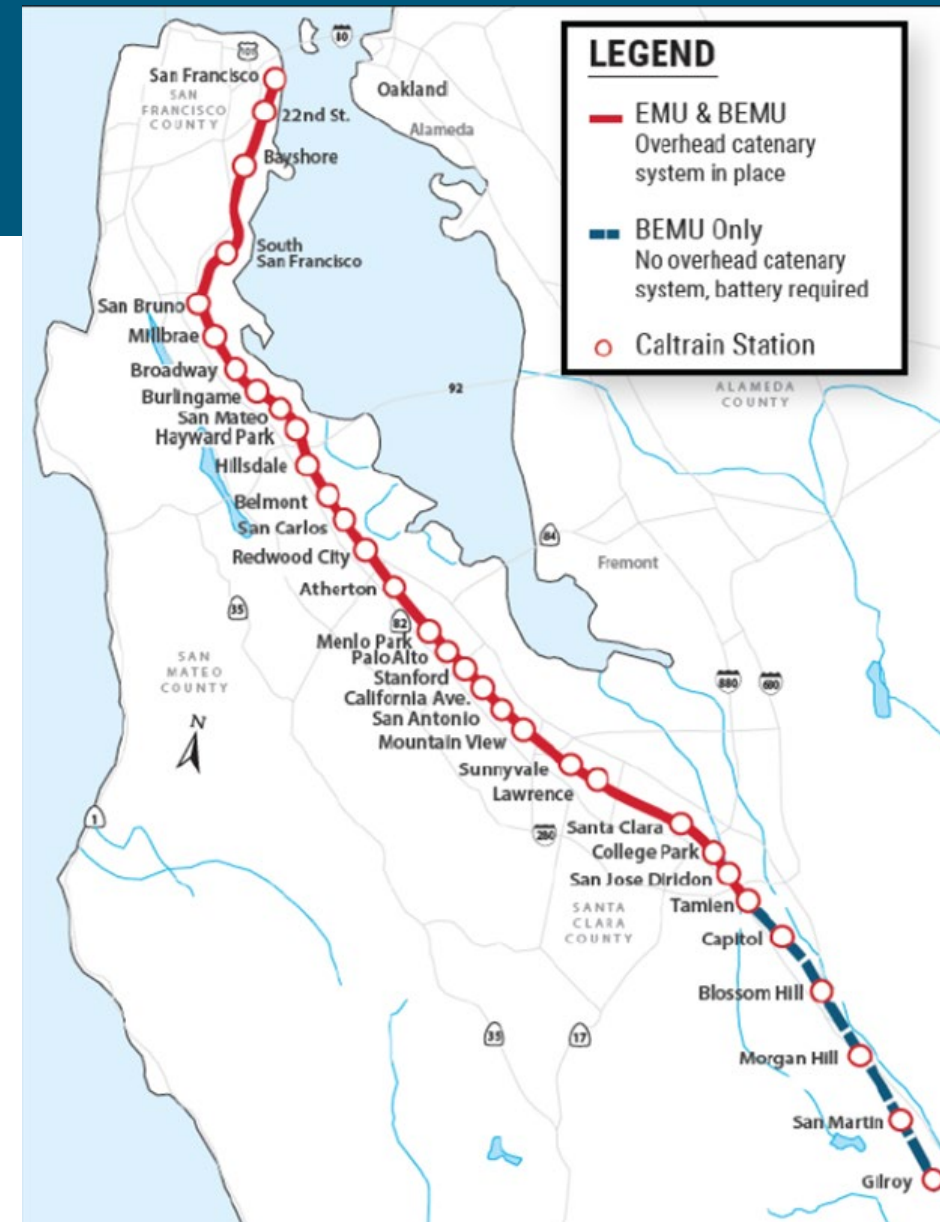 LEGEND
EMU & BEMU
Overhead catenary
system in place
BEMU Only
No overhead catenary
system, battery required
Caltrain Station
101
80
San Francisco
SAN
FRANCISCO
COUNTY
Oakland
22nd St.
Alameda
Bayshore
South
San Francisco
San Bruno
Millbrae
Broadway
92
ALAMEDA
COUNTY
Burlingame
San Mateo
Hayward Park
Hillsdale
Belmont
San Carlos
84
Redwood City
Fremont
Atherton
35
82
Menlo Park
Palo Alto
SAN
MATEO
COUNTY
Stanford
880
680
California Ave.
San Antonio
N
Mountain View
Sunnyvale
Lawrence
1
Santa Clara
280
College Park
San Jose Diridon
Tamien
SANTA
CLARA
COUNTY
Capitol
Blossom Hill
35
17
Morgan Hill
San Martin
Gilroy